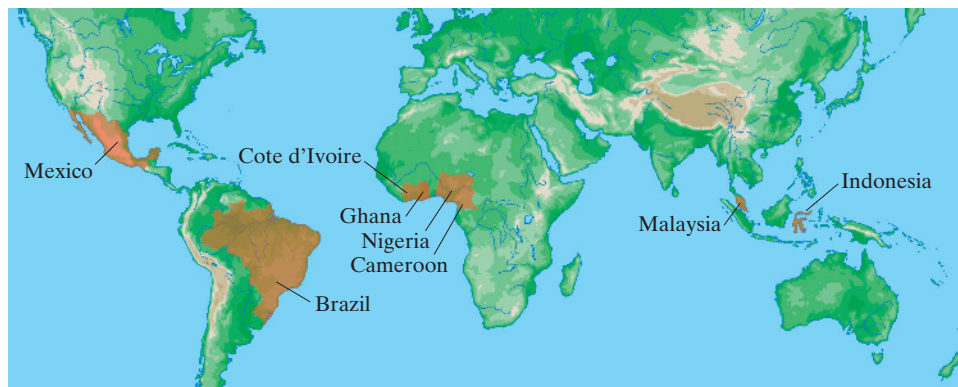 Mexico
Cote d'Ivoire
Ghana
Nigeria
Cameroon
Brazil
Indonesia
Malaysia